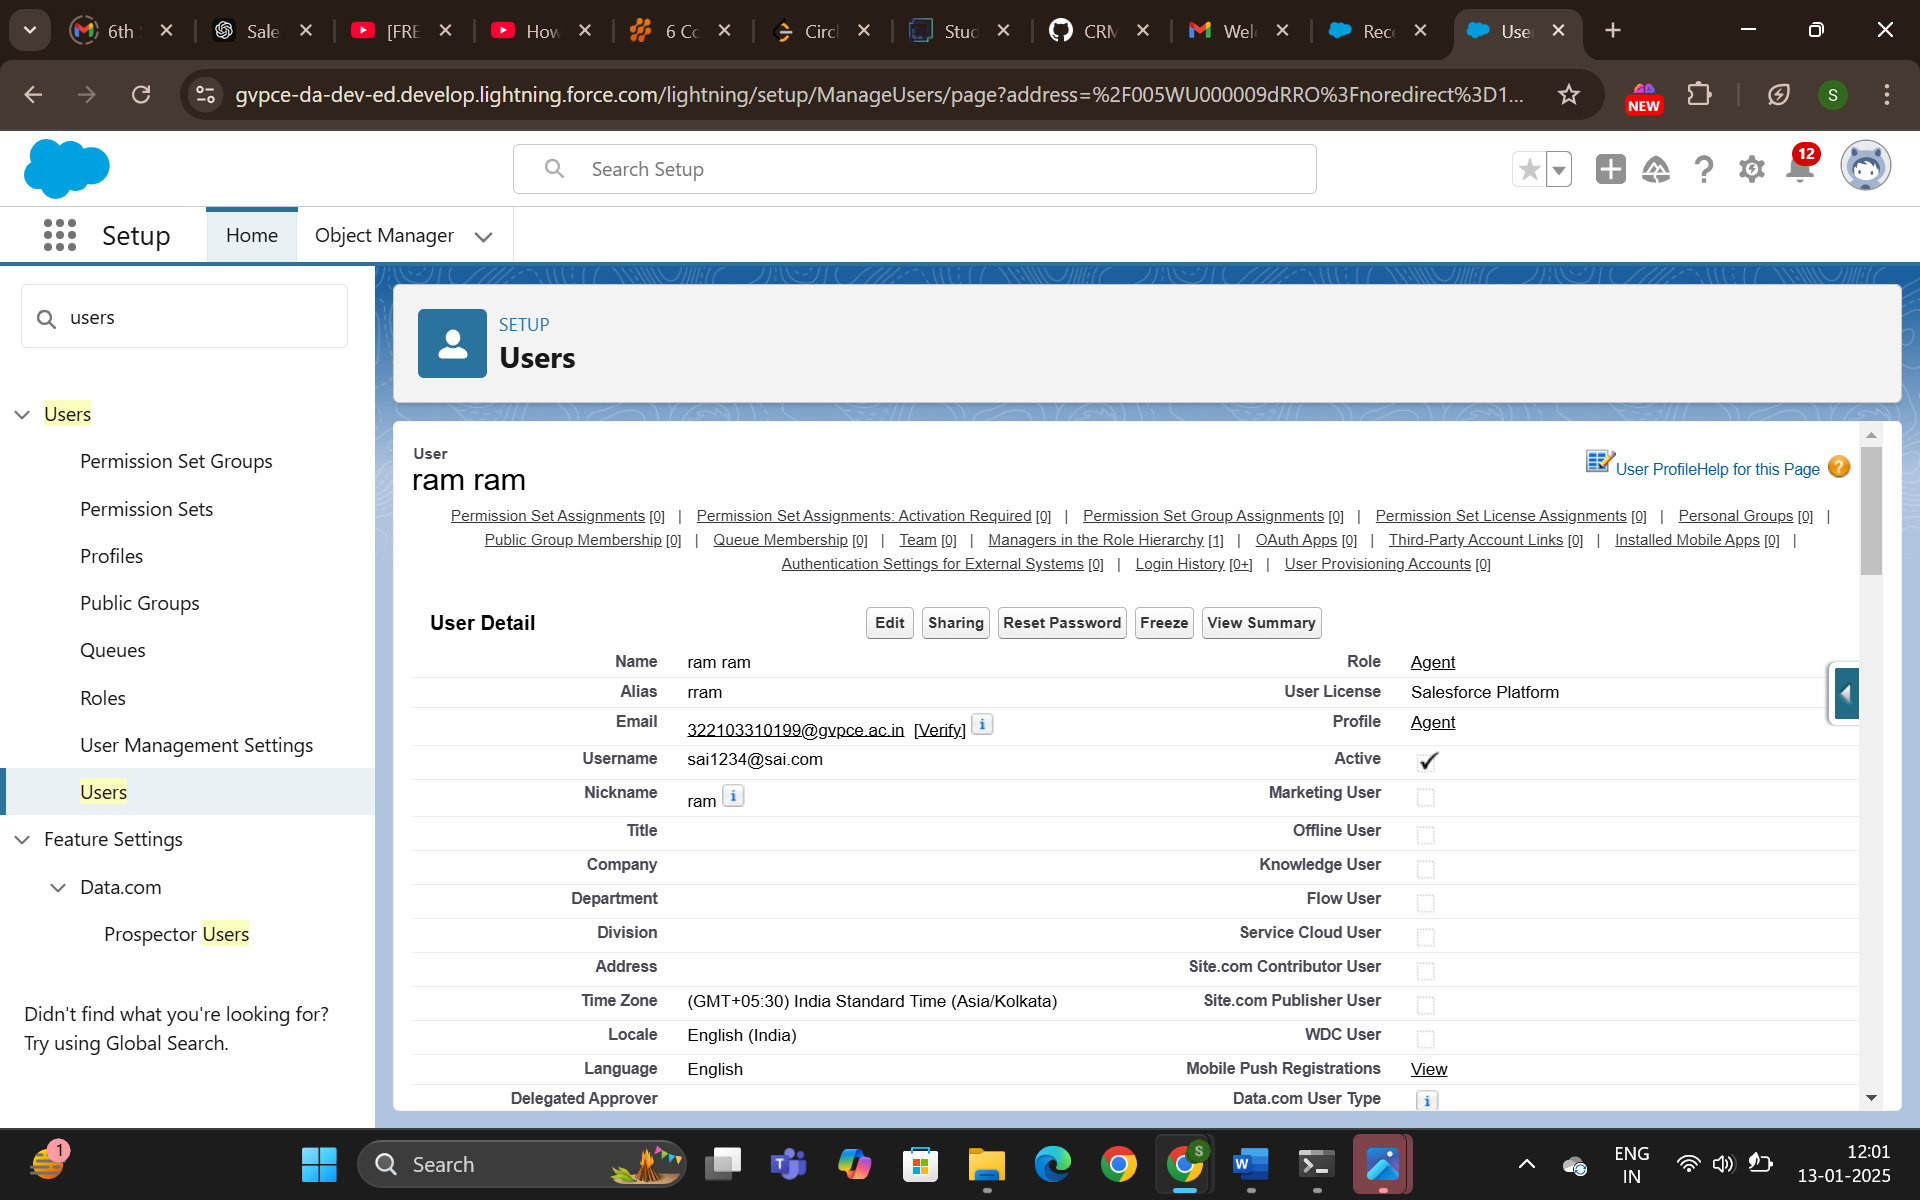 6th
Sale
[FRE
How
6 Co
Circl
Stud
CRM
Wel
Rec
User
gvpce-da-dev-ed.develop.lightning.force.com/lightning/setup/ManageUsers/page?address=%2F005WU000009dRRO%3Fnoredirect%3D1...
NEW
S
Search Setup
12
Setup
Home
Object Manager
users
SETUP
Users
Users
Permission Set Groups
Permission Sets
Profiles
Public Groups
Queues
Roles
User Management Settings
Users
Feature Settings
Data.com
Prospector Users
Didn't find what you're looking for?
Try using Global Search.
User
ram ram
User Profile Help for this Page ?
Permission Set Assignments [0] | Permission Set Assignments: Activation Required [0] | Permission Set Group Assignments [0] | Permission Set License Assignments [0] | Personal Groups [0] |
Public Group Membership [0] | Queue Membership [0] | Team [0] | Managers in the Role Hierarchy [1] | OAuth Apps [0] | Third-Party Account Links [0] | Installed Mobile Apps [0] |
Authentication Settings for External Systems [0] | Login History [0+] | User Provisioning Accounts [0]
User Detail
Edit Sharing Reset Password Freeze View Summary
Name ram ram Role Agent
Alias rram User License Salesforce Platform
Email 322103310199@gvpce.ac.in [Verify] i Profile Agent
Username sai1234@sai.com Active
Nickname ram i Marketing User
Title Offline User
Company Knowledge User
Department Flow User
Division Service Cloud User
Address Site.com Contributor User
Time Zone (GMT+05:30) India Standard Time (Asia/Kolkata) Site.com Publisher User
Locale English (India) WDC User
Language English Mobile Push Registrations View
Delegated Approver Data.com User Type i
1
Search
S
ENG
IN
12:01
13-01-2025